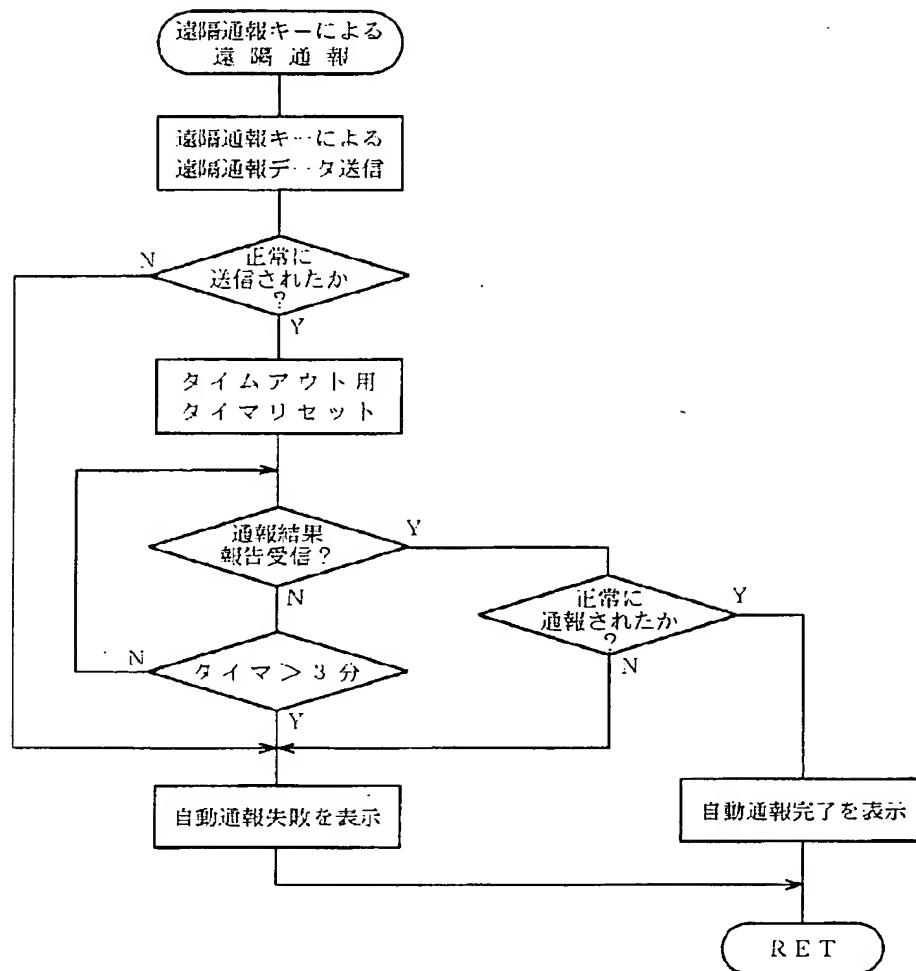 遠隔通報キーによる
遠隔通報
遠隔通報キーによる
遠隔通報データ送信
N
正常に
送信されたか
?
Y
タイムアウト用
タイマリセット
通報結果
報告受信?
Y
N
正常に
通報されたか
?
Y
N
N
タイマ>3分
Y
自動通報失敗を表示
自動通報完了を表示
RET